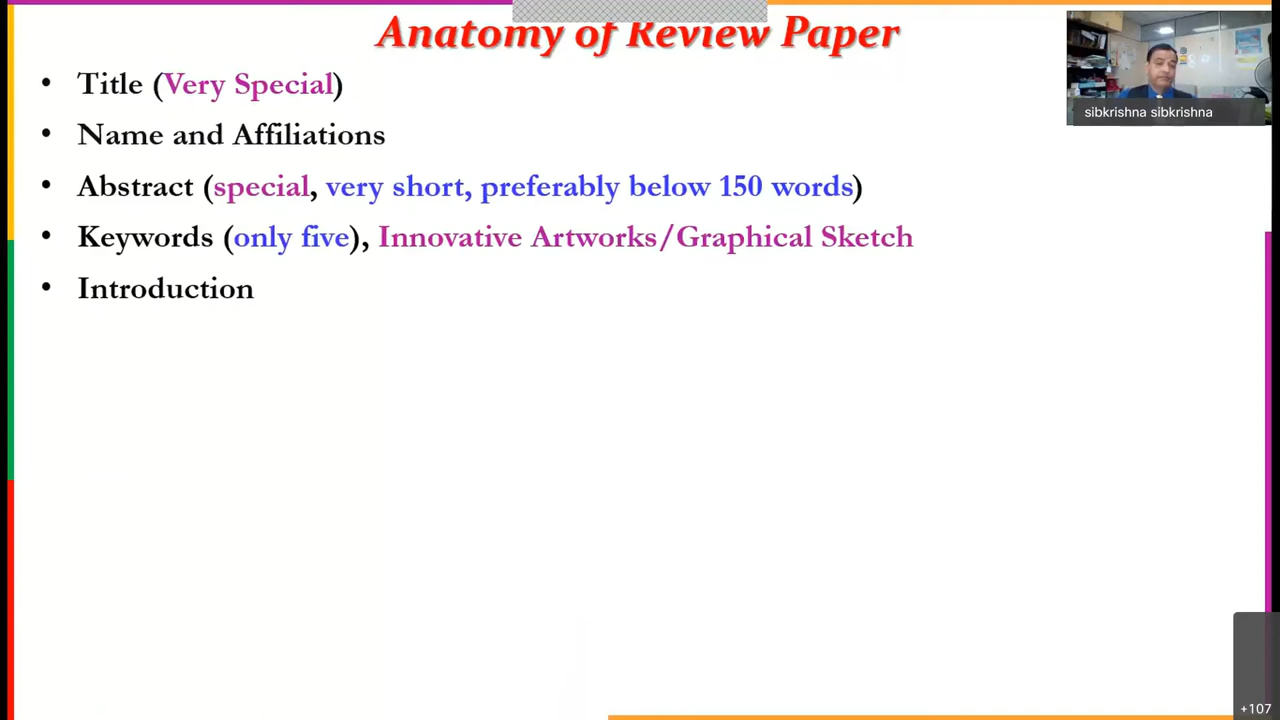 Anatomy of Review Paper
• Title (Very Special)
• Name and Affiliations
• Abstract (special, very short, preferably below 150 words)
• Keywords (only five), Innovative Artworks/Graphical Sketch
• Introduction
sibkrishna sibkrishna
+107